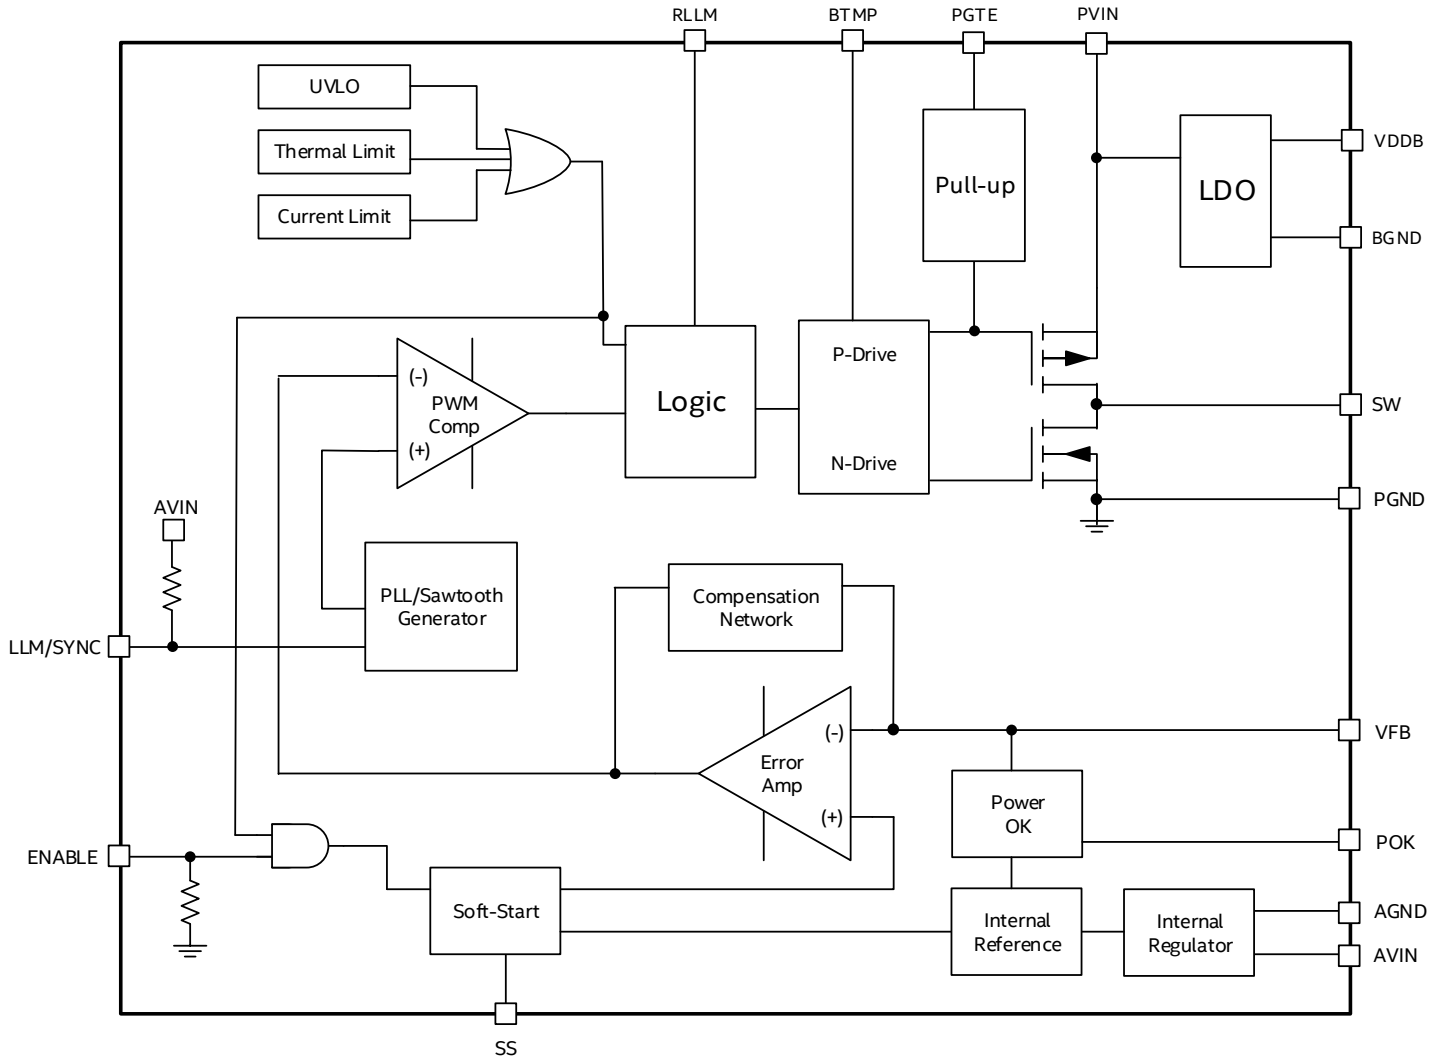 RLLM
BTMP
PGTE
PVIN
UVLO
Thermal Limit
Current Limit
Pull-up
LDO
VDDB
BGND
(-)
PWM
Comp
(+)
Logic
P-Drive
N-Drive
SW
PGND
AVIN
PLL/Sawtooth
Generator
LLM/SYNC
Compensation
Network
(-)
Error
Amp
(+)
VFB
Power
OK
POK
ENABLE
Soft-Start
Internal
Reference
Internal
Regulator
AGND
AVIN
SS